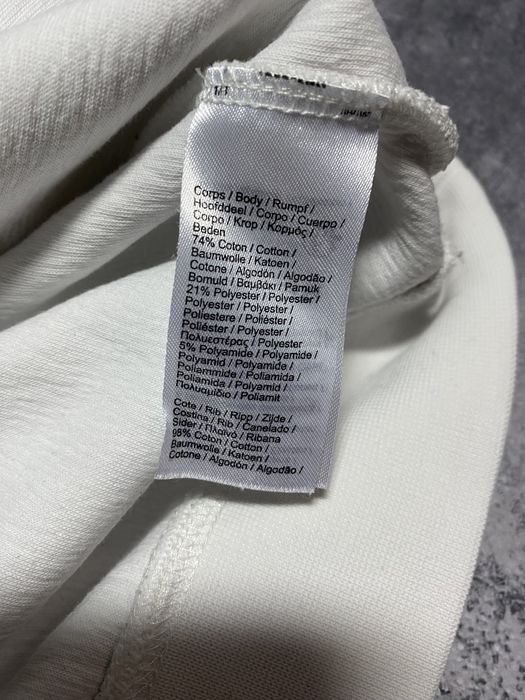 Corps / Body / Rumpf /
Hoofddeel / Corpo / Cuerpo /
Corpo / Krop / Κορμός /
Beden
74% Coton / Cotton /
Baumwolle / Katoen /
Cotone / Algodón / Algodão /
Bomuld / Βαμβάκι / Pamuk
21% Polyester / Polyester /
Polyester / Polyester /
Poliestere / Poliéster /
Poliéster / Polyester /
Πολυεστέρας / Polyester
5% Polyamide / Polyamide /
Polyamid / Polyamide /
Poliammide / Poliamida /
Poliamida / Polyamid /
Πολυαμίδιο / Poliamit
Cote / Rib / Ripp / Zijde /
Costina / Rib / Canelado /
Sider / Πλαϊνό / Ribana
98% Coton / Cotton /
Baumwolle / Katoen /
Cotone / Algodón / Algodão /